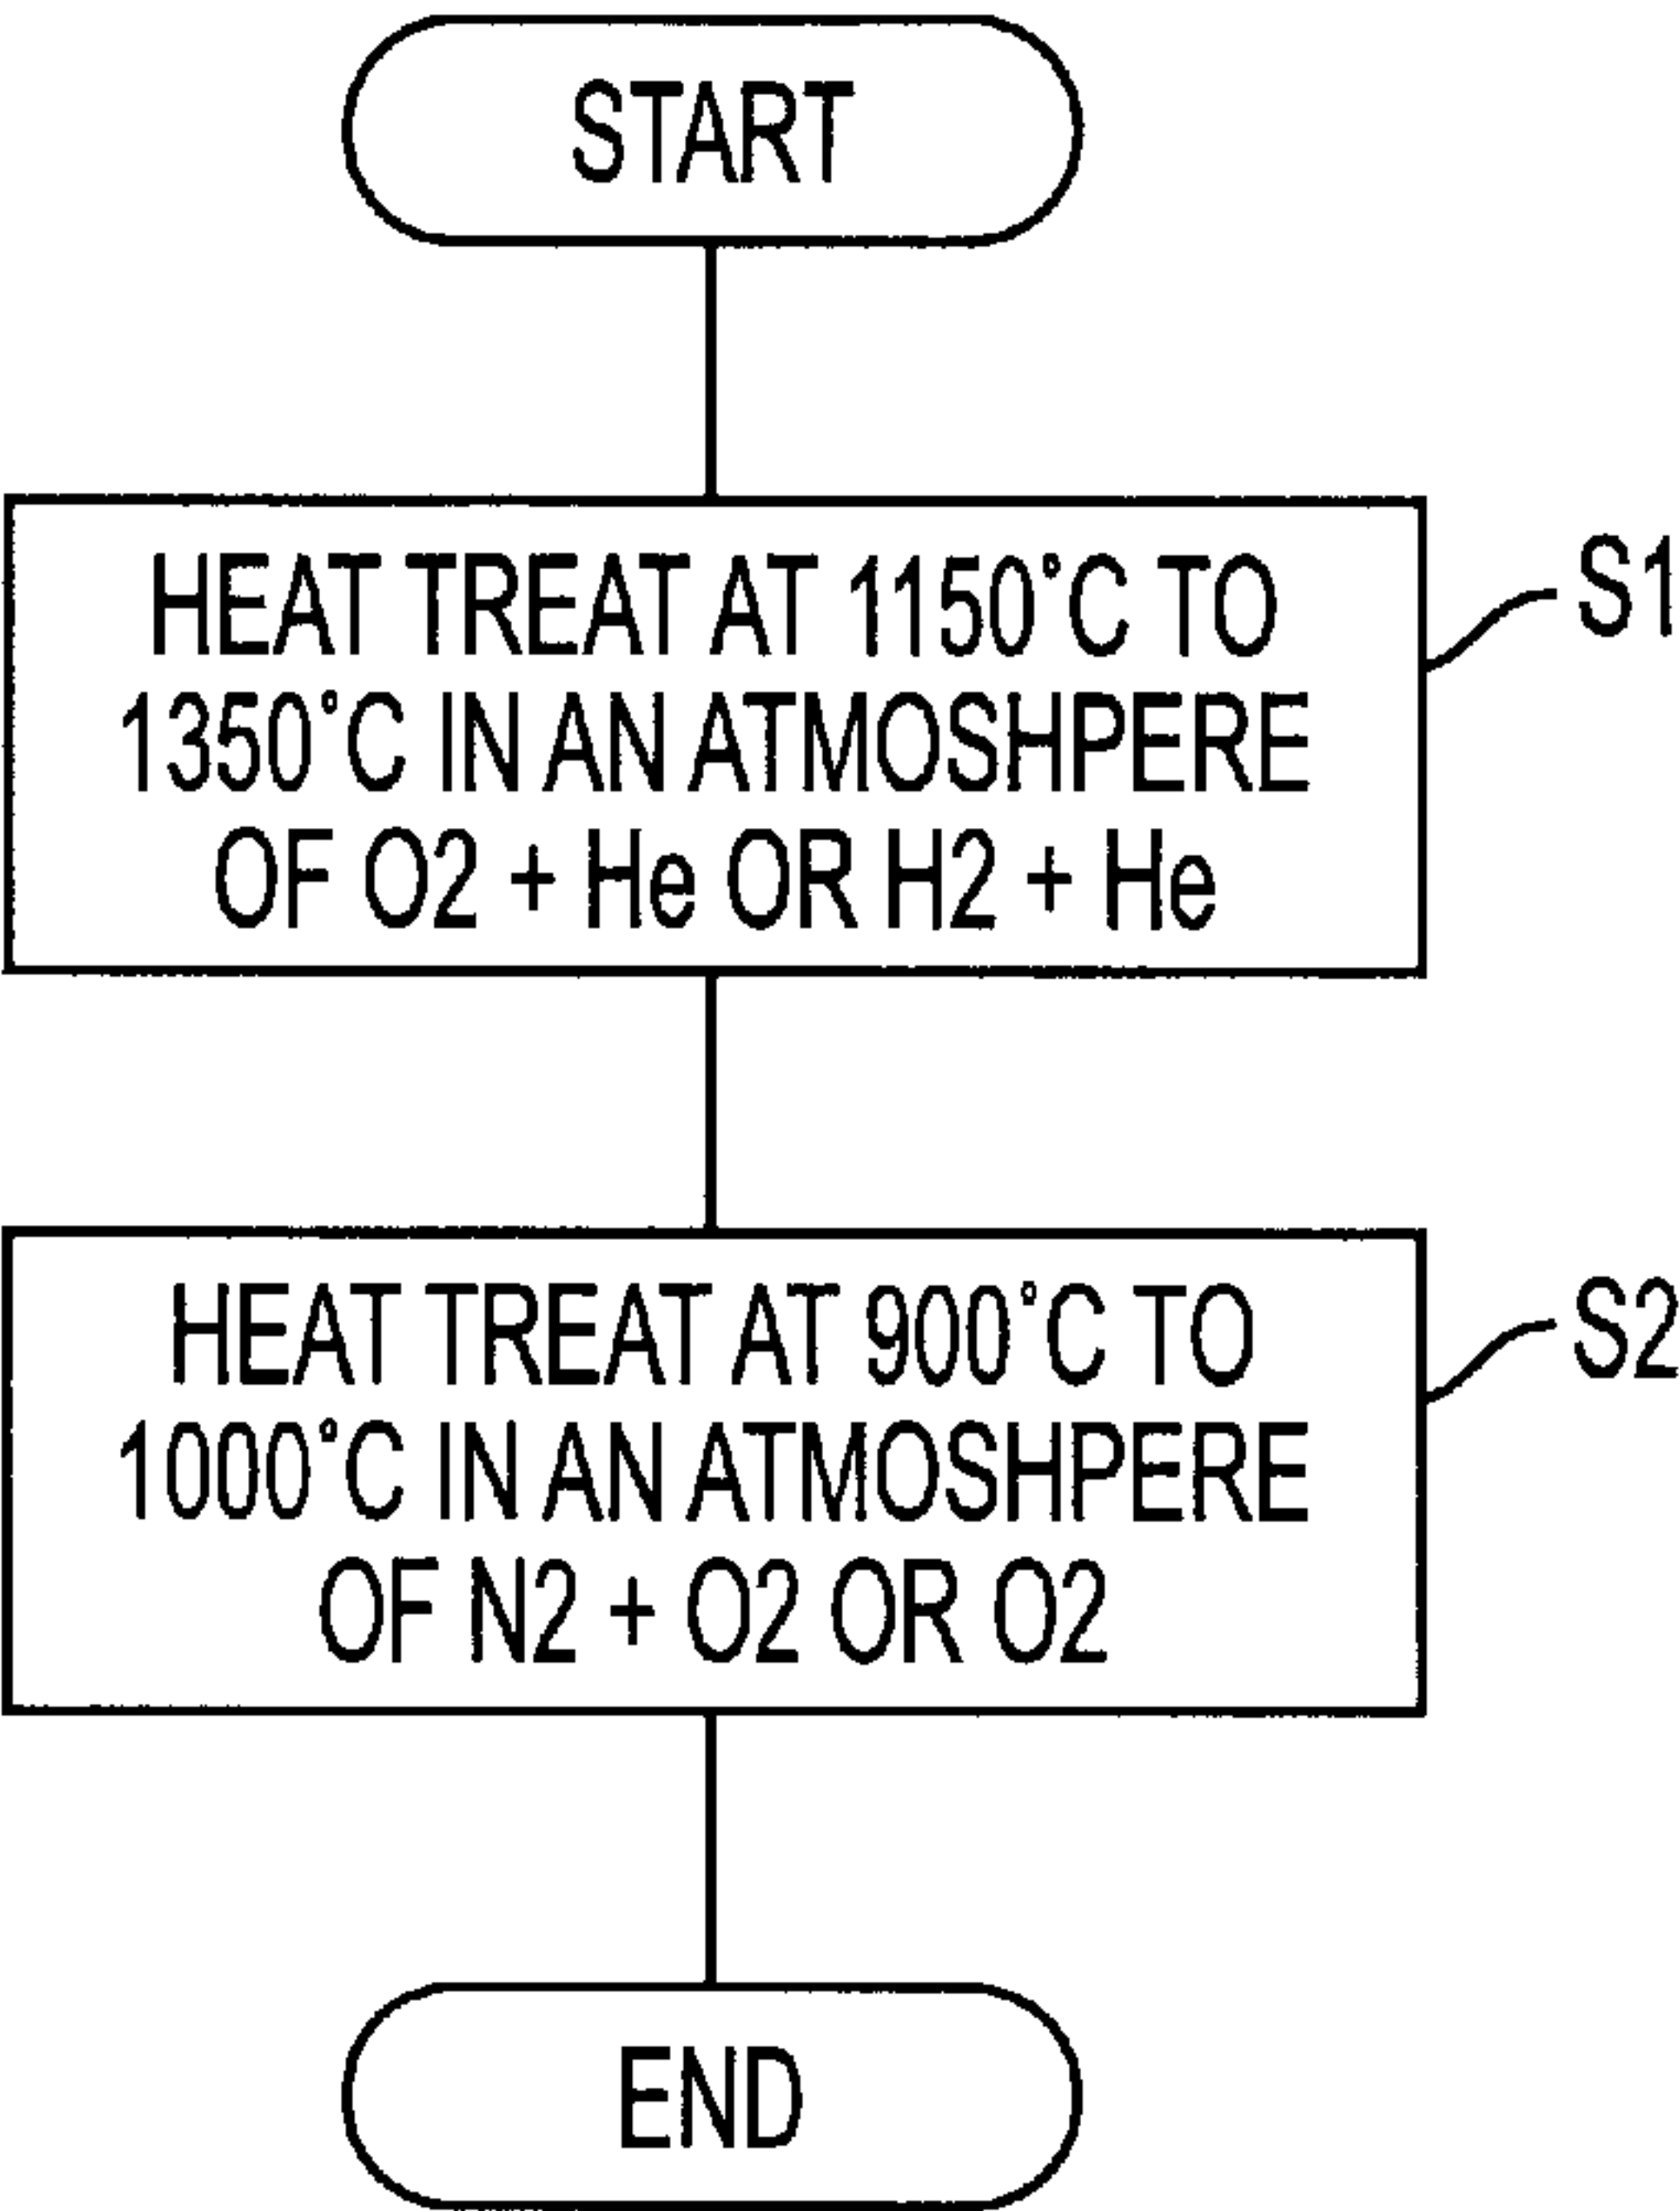 START
HEAT TREAT AT 1150°C TO
1350°C IN AN ATMOSHPERE
OF O2 + He OR H2 + He
S1
HEAT TREAT AT 900°C TO
1000°C IN AN ATMOSHPERE
OF N2 + O2 OR O2
S2
END